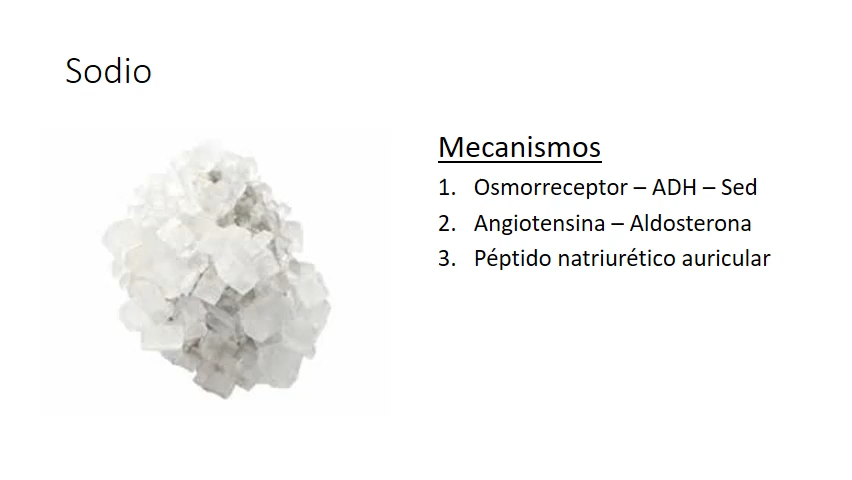 Sodio
Mecanismos
1. Osmorreceptor – ADH – Sed
2. Angiotensina – Aldosterona
3. Péptido natriurético auricular